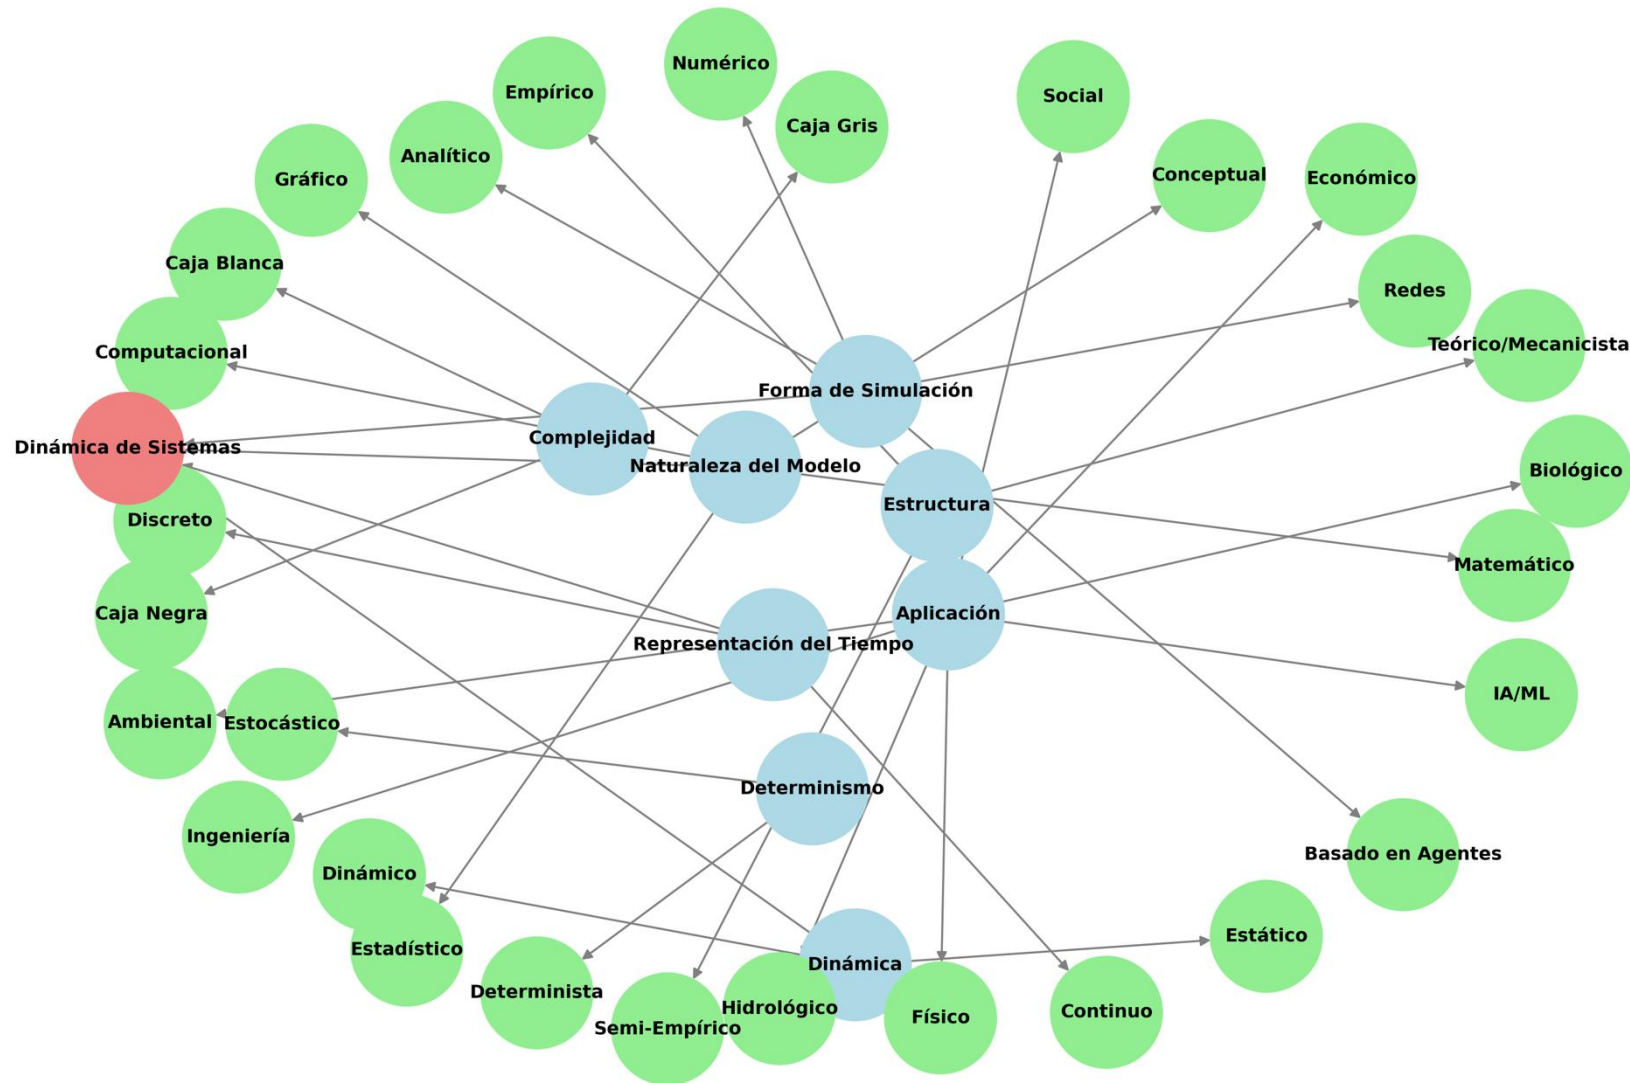 Numérico
Empírico
Social
Caja Gris
Analítico
Conceptual
Económico
Gráfico
Caja Blanca
Redes
Teórico/Mecanicista
Computacional
Forma de Simulación
Complejidad
Dinámica de Sistemas
Naturaleza del Modelo
Biológico
Estructura
Discreto
Matemático
Caja Negra
Aplicación
Representación del Tiempo
IA/ML
Ambiental
Estocástico
Determinismo
Ingeniería
Basado en Agentes
Dinámico
Estático
Estadístico
Dinámica
Determinista
Hidrológico
Continuo
Físico
Semi-Empírico